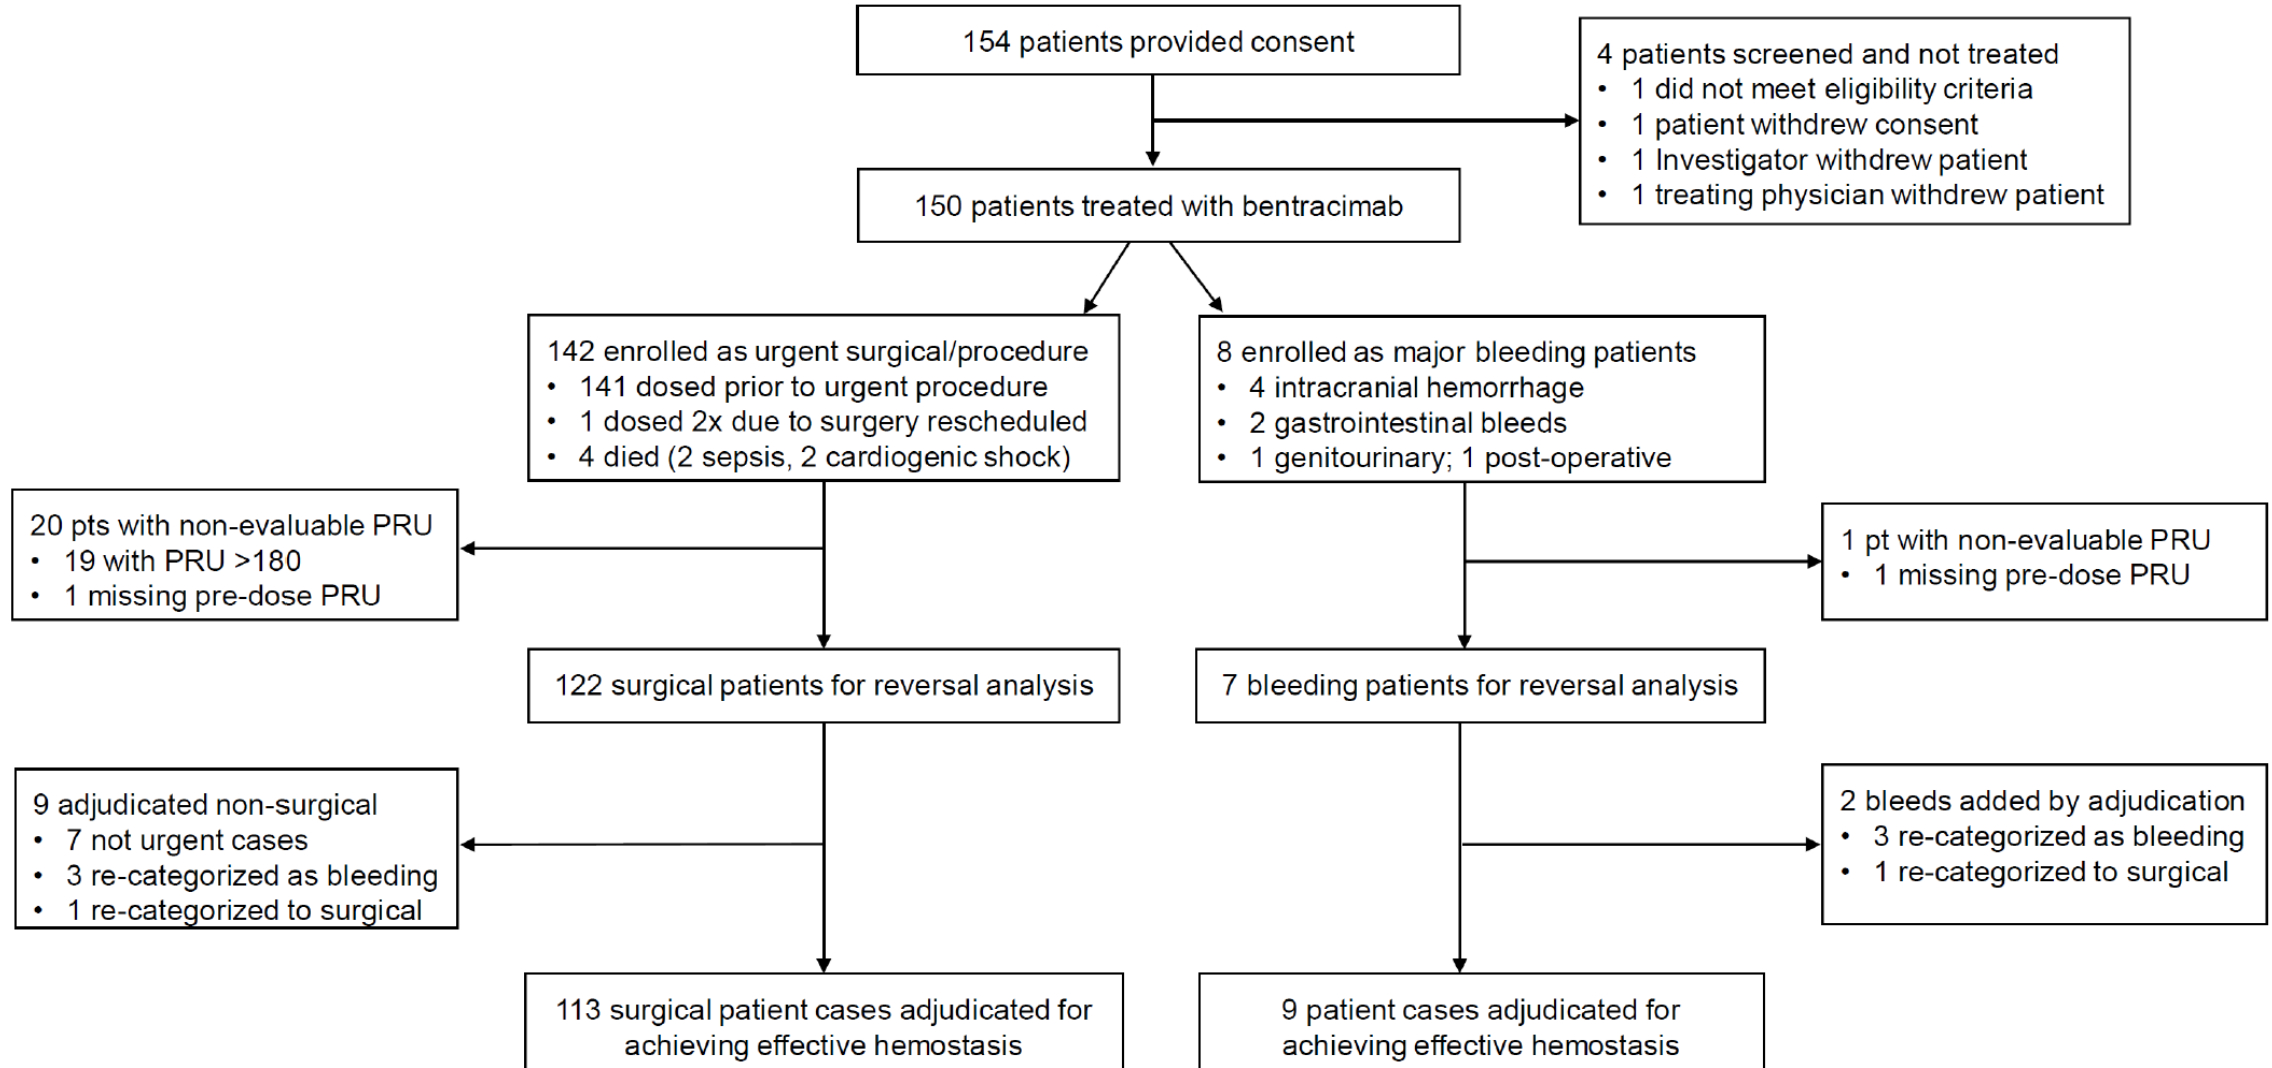 154 patients provided consent
4 patients screened and not treated
• 1 did not meet eligibility criteria
• 1 patient withdrew consent
• 1 Investigator withdrew patient
• 1 treating physician withdrew patient
150 patients treated with bentracimab
142 enrolled as urgent surgical/procedure
• 141 dosed prior to urgent procedure
• 1 dosed 2x due to surgery rescheduled
• 4 died (2 sepsis, 2 cardiogenic shock)
8 enrolled as major bleeding patients
• 4 intracranial hemorrhage
• 2 gastrointestinal bleeds
• 1 genitourinary; 1 post-operative
20 pts with non-evaluable PRU
• 19 with PRU >180
• 1 missing pre-dose PRU
1 pt with non-evaluable PRU
• 1 missing pre-dose PRU
122 surgical patients for reversal analysis
7 bleeding patients for reversal analysis
9 adjudicated non-surgical
• 7 not urgent cases
• 3 re-categorized as bleeding
• 1 re-categorized to surgical
2 bleeds added by adjudication
• 3 re-categorized as bleeding
• 1 re-categorized to surgical
113 surgical patient cases adjudicated for
achieving effective hemostasis
9 patient cases adjudicated for
achieving effective hemostasis